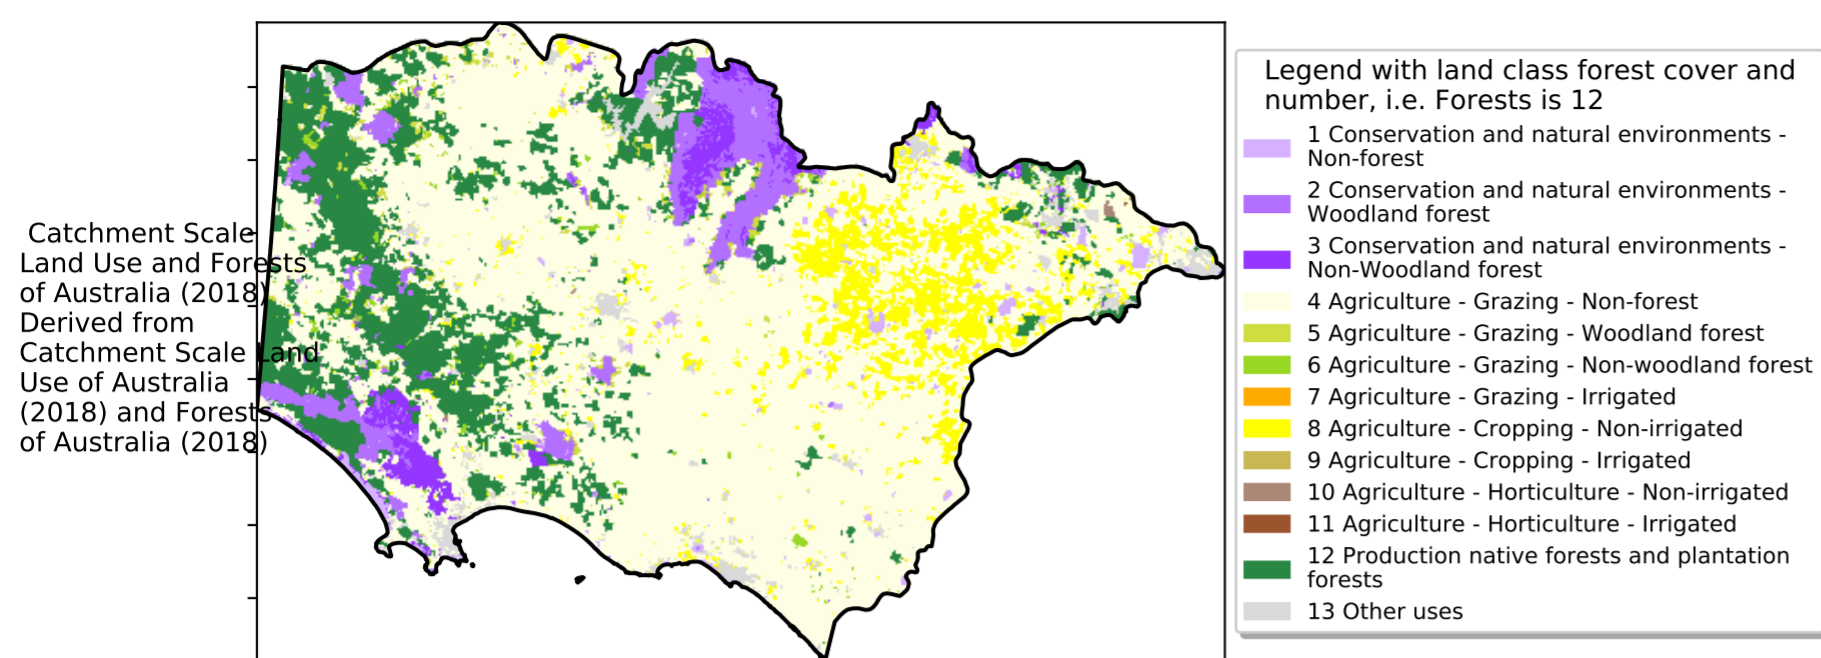 Catchment Scale
Land Use and Forests
of Australia (2018)
Derived from
Catchment Scale Land
Use of Australia
(2018) and Forests
of Australia (2018)
Legend with land class forest cover and
number, i.e. Forests is 12
1 Conservation and natural environments -
Non-forest
2 Conservation and natural environments -
Woodland forest
3 Conservation and natural environments -
Non-Woodland forest
4 Agriculture - Grazing - Non-forest
5 Agriculture - Grazing - Woodland forest
6 Agriculture - Grazing - Non-woodland forest
7 Agriculture - Grazing - Irrigated
8 Agriculture - Cropping - Non-irrigated
9 Agriculture - Cropping - Irrigated
10 Agriculture - Horticulture - Non-irrigated
11 Agriculture - Horticulture - Irrigated
12 Production native forests and plantation
forests
13 Other uses